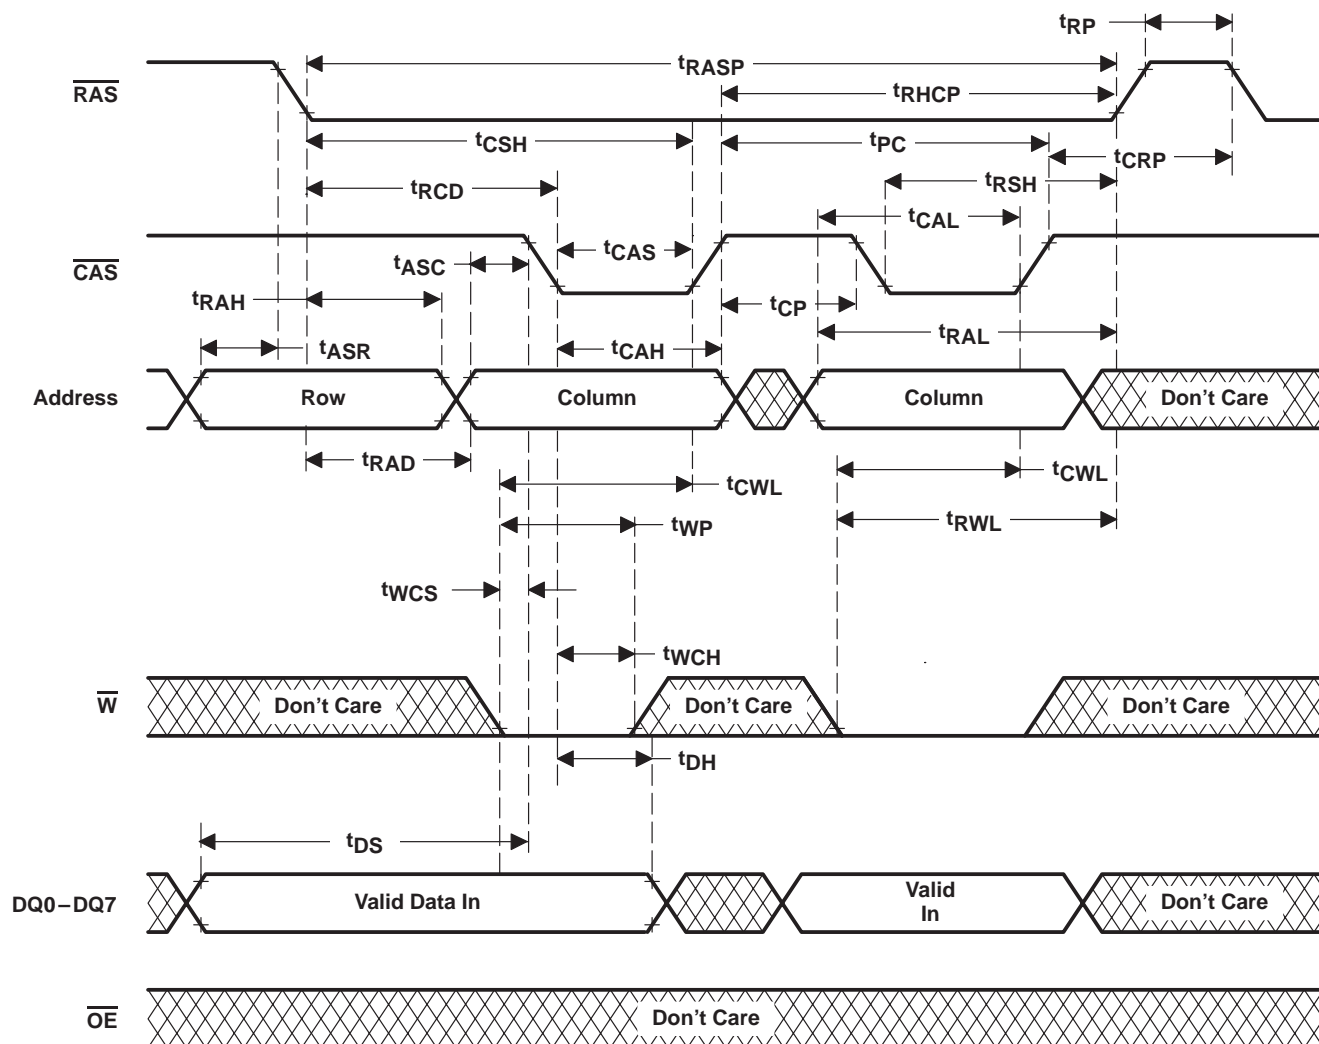 tRP
tRASP
RAS
tRHCP
tCSH
tPC
tCRP
tRCD
tRSH
tCAL
CAS
tASC
tCAS
tRAH
tCP
tRAL
tASR
tCAH
Address
Row
Column
Column
Don't Care
tRAD
tCWL
tCWL
tWP
tRWL
tWCS
tWCH
W
Don't Care
Don't Care
Don't Care
tDH
tDS
DQ0–DQ7
Valid Data In
Valid
In
Don't Care
OE
Don't Care